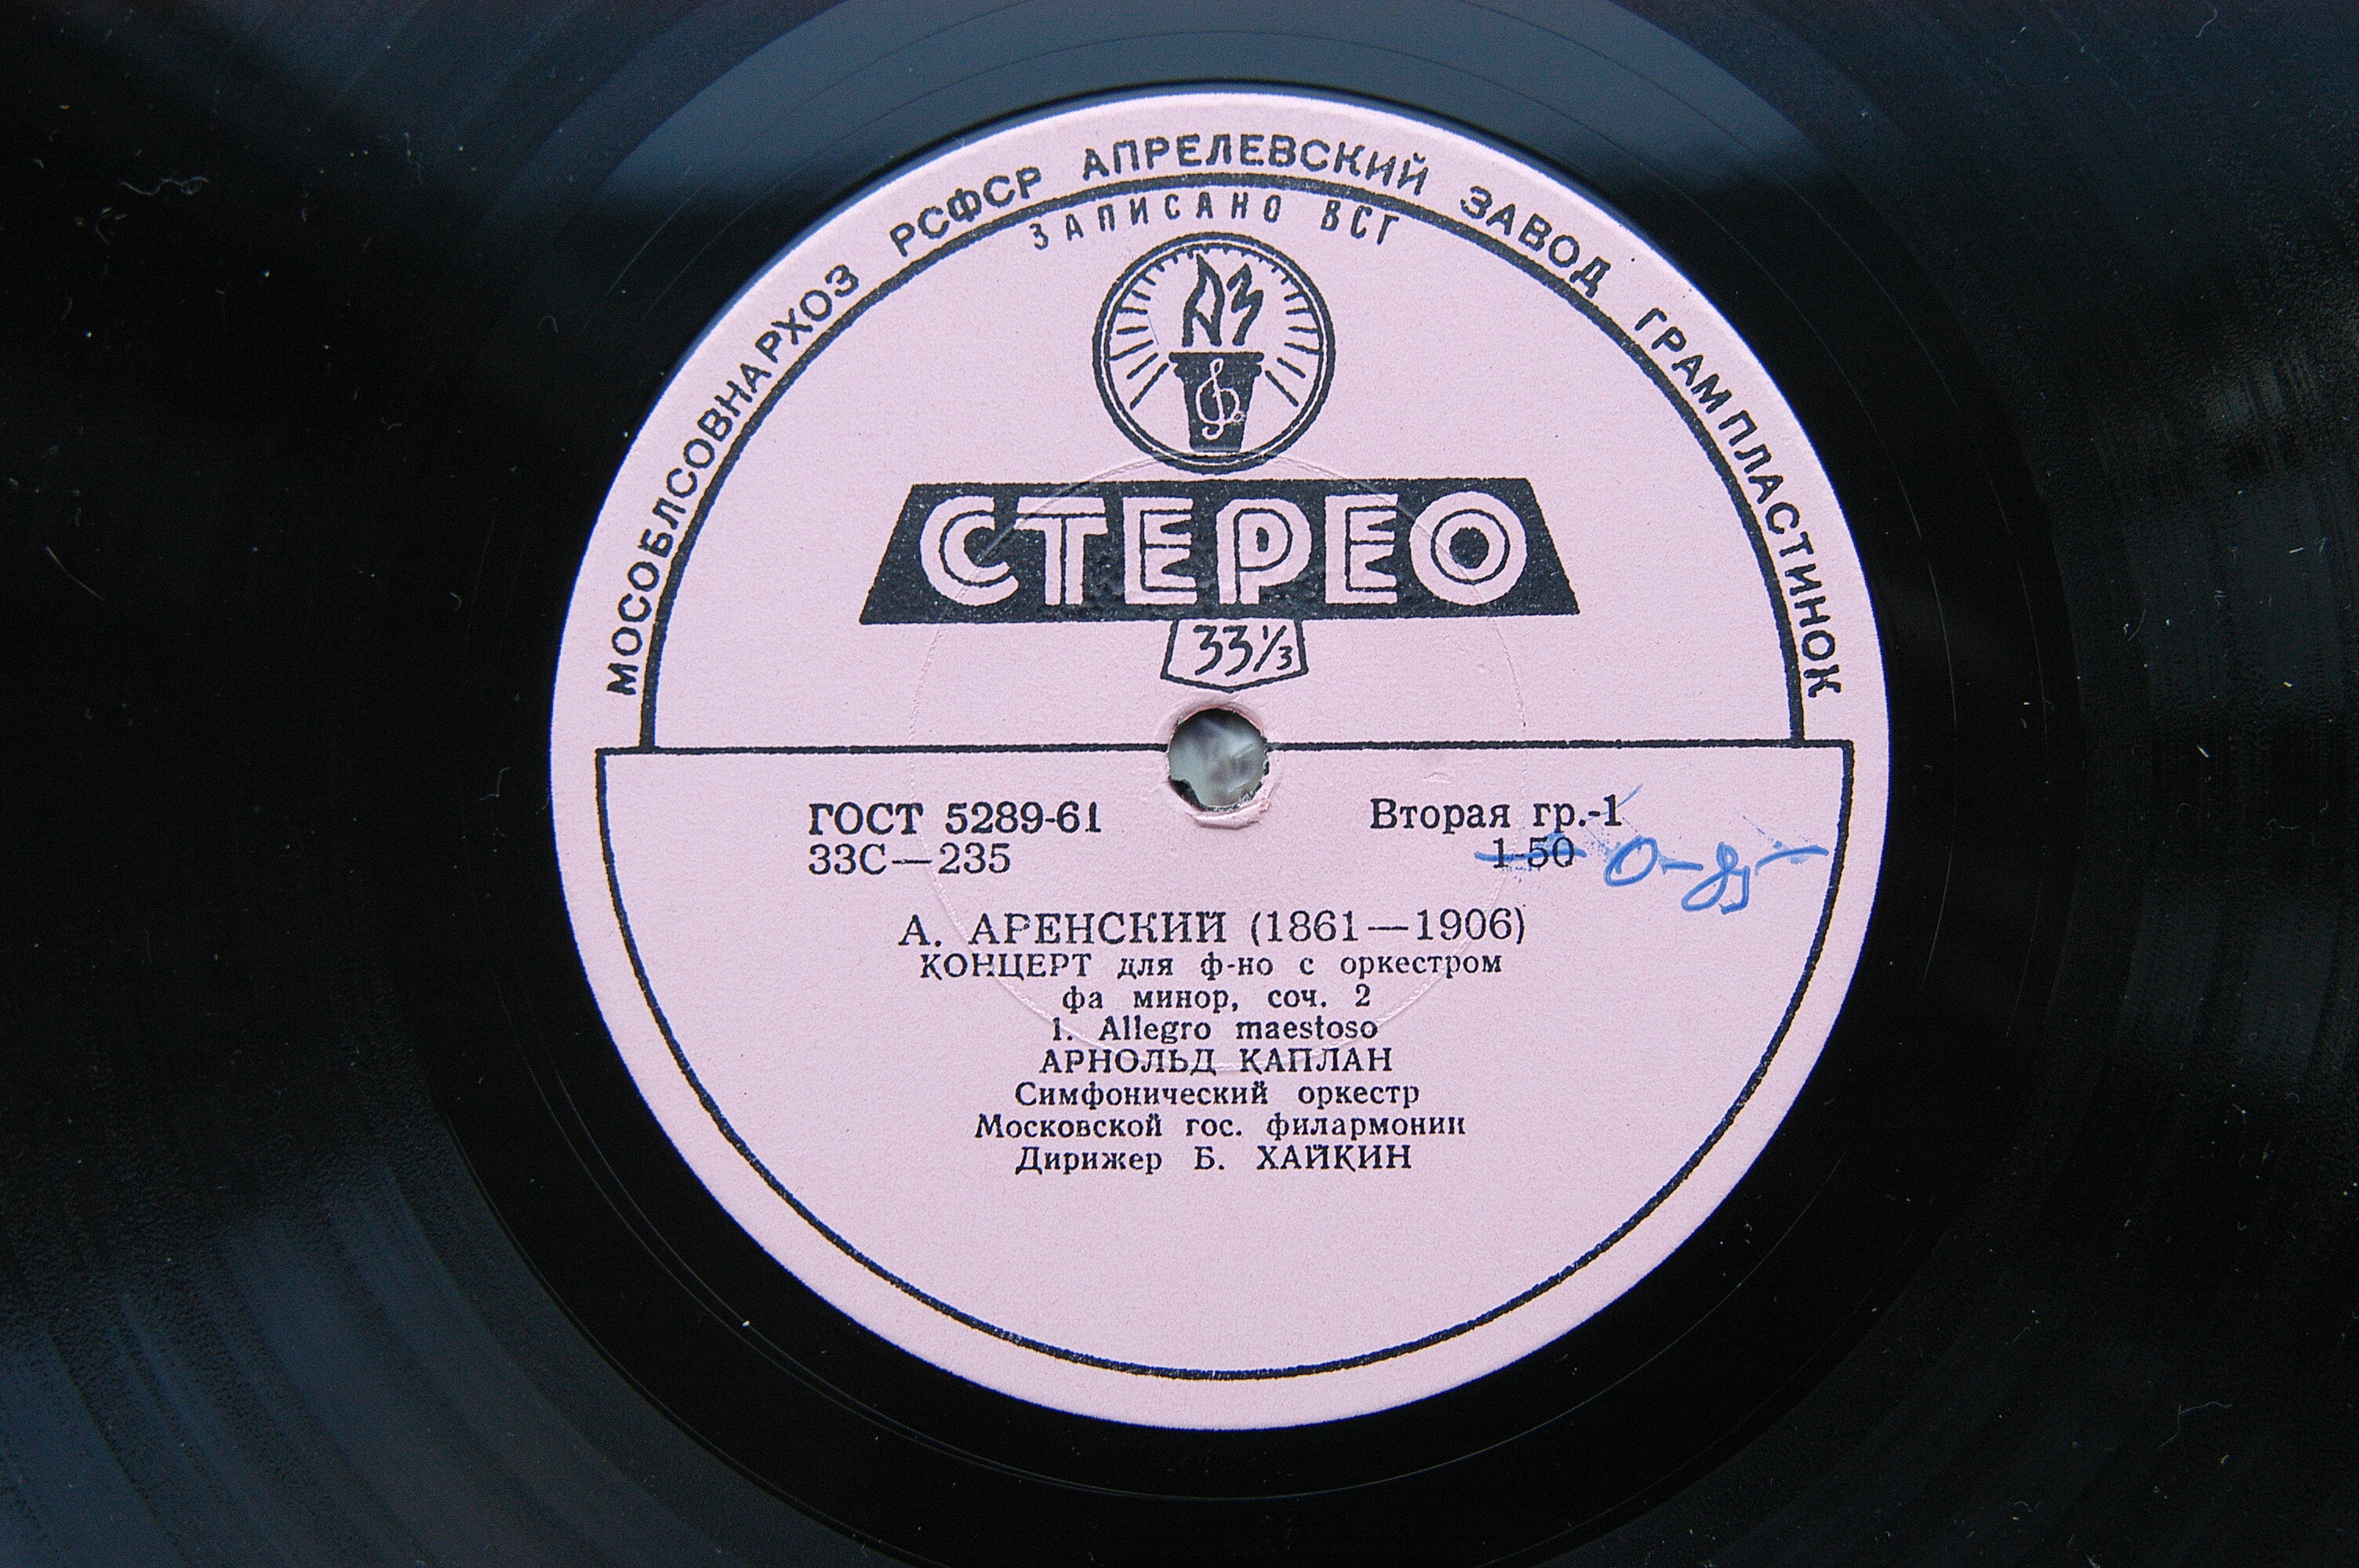 МОСОБЛСОВНАРХОЗ РСФСР АПРЕЛЕВСКИЙ ЗАВОД ГРАМПЛАСТИНОК
ЗАПИСАНО ВСГ
АЗ
СТЕРЕО
33⅓
ГОСТ 5289-61 Вторая гр.-1
33С—235 1-50 0-85
А. АРЕНСКИЙ (1861—1906)
КОНЦЕРТ для ф-но с оркестром
фа минор, соч. 2
1. Allegro maestoso
АРНОЛЬД КАПЛАН
Симфонический оркестр
Московской гос. филармонии
Дирижер Б. ХАЙКИН